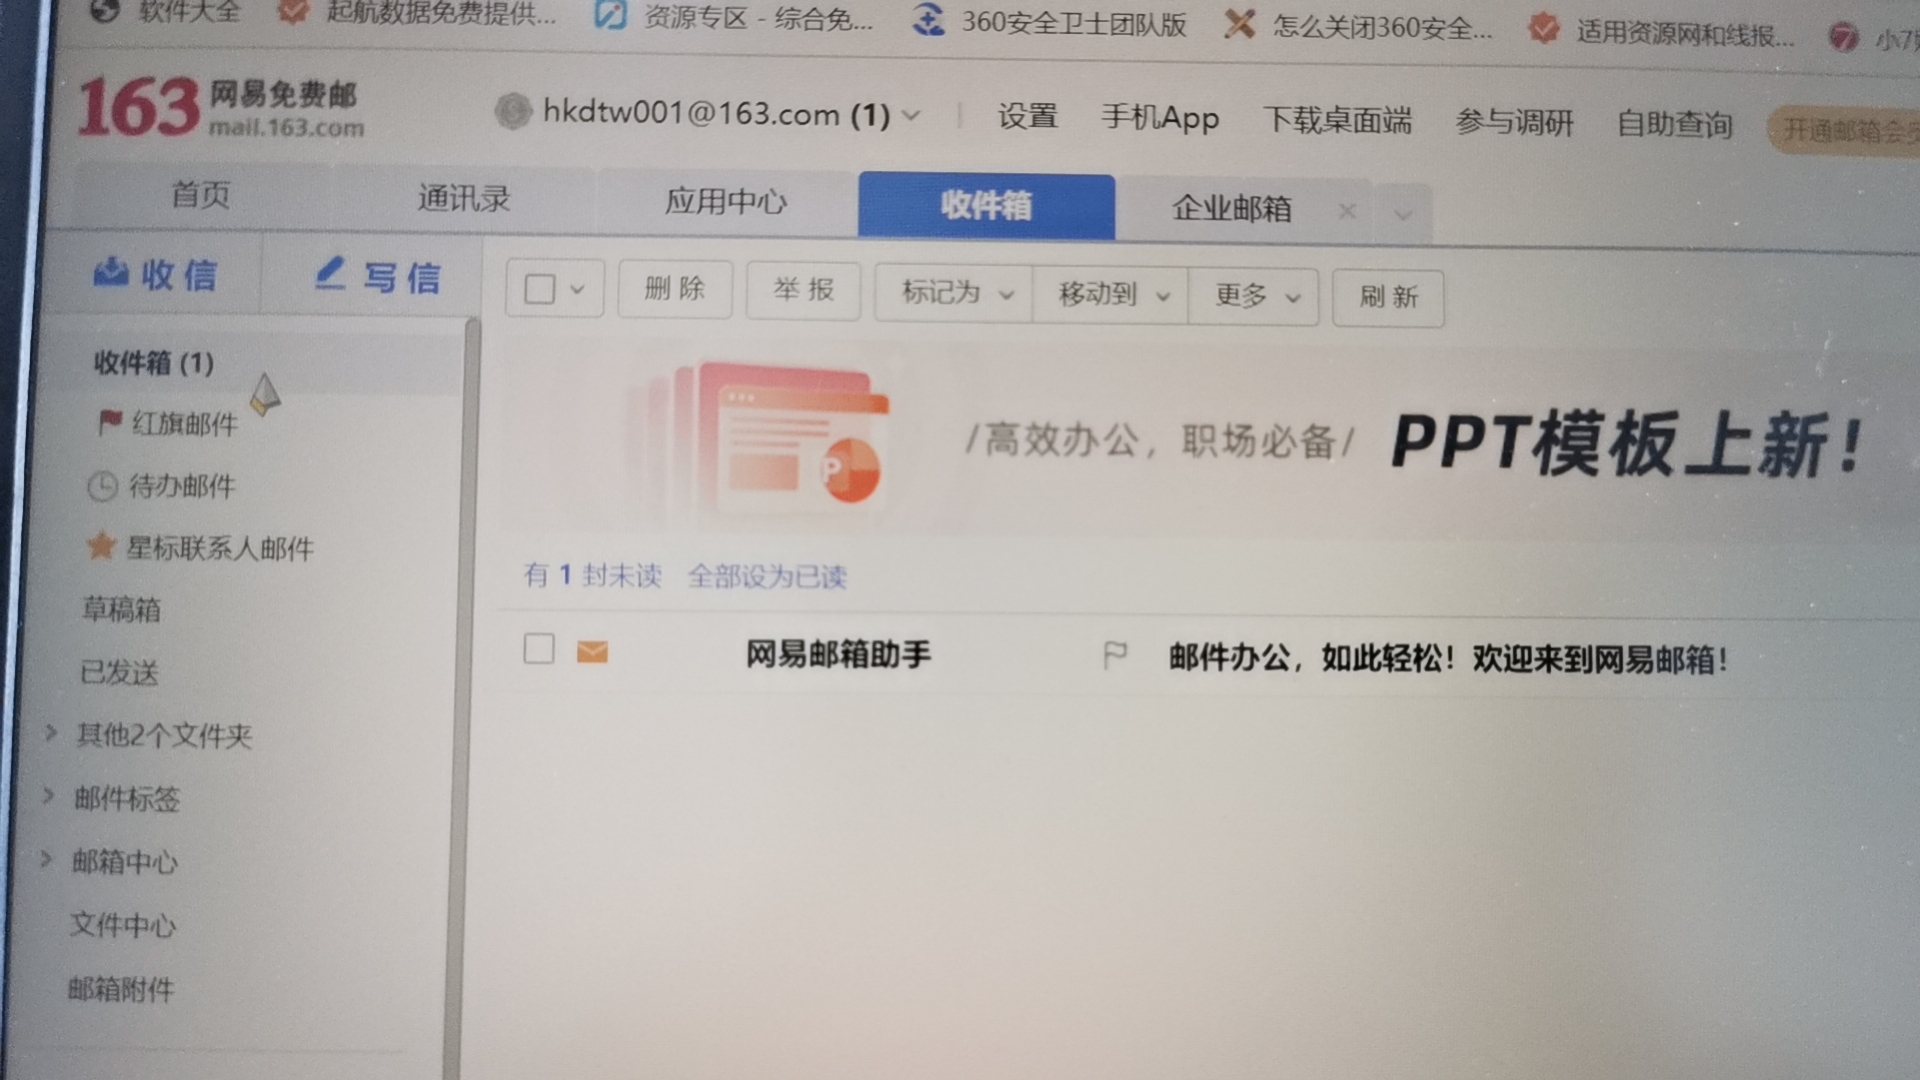 软件大全 起航数据免费提供... 资源专区 - 综合免... 360安全卫士团队版 怎么关闭360安全... 适用资源网和线报... 小7
163 网易免费邮
mail.163.com
hkdtw001@163.com (1) 设置 手机App 下载桌面端 参与调研 自助查询 开通邮箱会
首页 通讯录 应用中心 收件箱 企业邮箱
收信 写信
删除 举报 标记为 移动到 更多 刷新
收件箱 (1)
红旗邮件
待办邮件
星标联系人邮件
草稿箱
已发送
其他2个文件夹
邮件标签
邮箱中心
文件中心
邮箱附件
/高效办公，职场必备/ PPT模板上新！
P
有 1 封未读 全部设为已读
网易邮箱助手 邮件办公，如此轻松！欢迎来到网易邮箱！